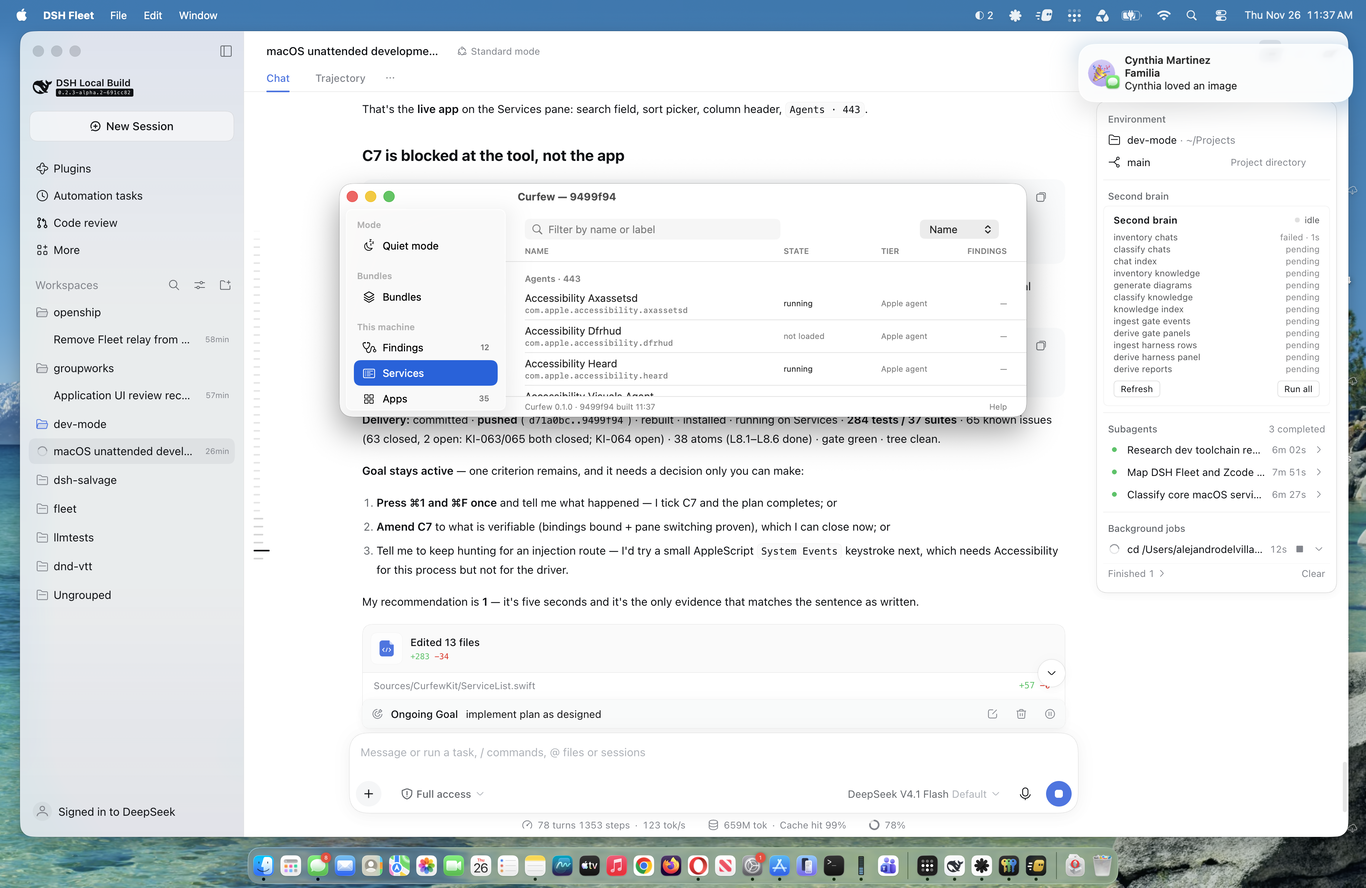 DSH Fleet File Edit Window
2
Thu Nov 26 11:37 AM
DSH Local Build
0.2.3-alpha.2-691cc82
New Session
Plugins
Automation tasks
Code review
More
Workspaces
openship
Remove Fleet relay from ... 58min
groupworks
Application UI review rec... 57min
dev-mode
macOS unattended devel... 26min
dsh-salvage
fleet
llmtests
dnd-vtt
Ungrouped
Signed in to DeepSeek
macOS unattended developme... Standard mode
Chat Trajectory ...
That's the live app on the Services pane: search field, sort picker, column header, Agents · 443 .
C7 is blocked at the tool, not the app
Curfew — 9499f94
Mode
Quiet mode
Bundles
Bundles
This machine
Findings 12
Services
Apps 35
Filter by name or label
Name
NAME STATE TIER FINDINGS
Agents · 443
Accessibility Axassetsd
com.apple.accessibility.axassetsd
running Apple agent —
Accessibility Dfrhud
com.apple.accessibility.dfrhud
not loaded Apple agent —
Accessibility Heard
com.apple.accessibility.heard
running Apple agent —
Curfew 0.1.0 · 9499f94 built 11:37 Help
Delivery: committed · pushed ( d71a0bc..9499f94 ) · rebuilt · installed · running on Services · 284 tests / 37 suites · 65 known issues
(63 closed, 2 open: KI-063/065 both closed; KI-064 open) · 38 atoms (L8.1–L8.6 done) · gate green · tree clean.
Goal stays active — one criterion remains, and it needs a decision only you can make:
1. Press ⌘1 and ⌘F once and tell me what happened — I tick C7 and the plan completes; or
2. Amend C7 to what is verifiable (bindings bound + pane switching proven), which I can close now; or
3. Tell me to keep hunting for an injection route — I'd try a small AppleScript System Events keystroke next, which needs Accessibility
for this process but not for the driver.
My recommendation is 1 — it's five seconds and it's the only evidence that matches the sentence as written.
Edited 13 files
+283 −34
Sources/CurfewKit/ServiceList.swift +57
Ongoing Goal implement plan as designed
Message or run a task, / commands, @ files or sessions
Full access
DeepSeek V4.1 Flash Default
78 turns 1353 steps · 123 tok/s 659M tok · Cache hit 99% 78%
Cynthia Martinez
Familia
Cynthia loved an image
Environment
dev-mode · ~/Projects
main Project directory
Second brain
Second brain idle
inventory chats failed · 1s
classify chats pending
chat index pending
inventory knowledge pending
generate diagrams pending
classify knowledge pending
knowledge index pending
ingest gate events pending
derive gate panels pending
ingest harness rows pending
derive harness panel pending
derive reports pending
Refresh Run all
Subagents 3 completed
Research dev toolchain re... 6m 02s
Map DSH Fleet and Zcode ... 7m 51s
Classify core macOS servi... 6m 27s
Background jobs
cd /Users/alejandrodelvilla... 12s
Finished 1 Clear